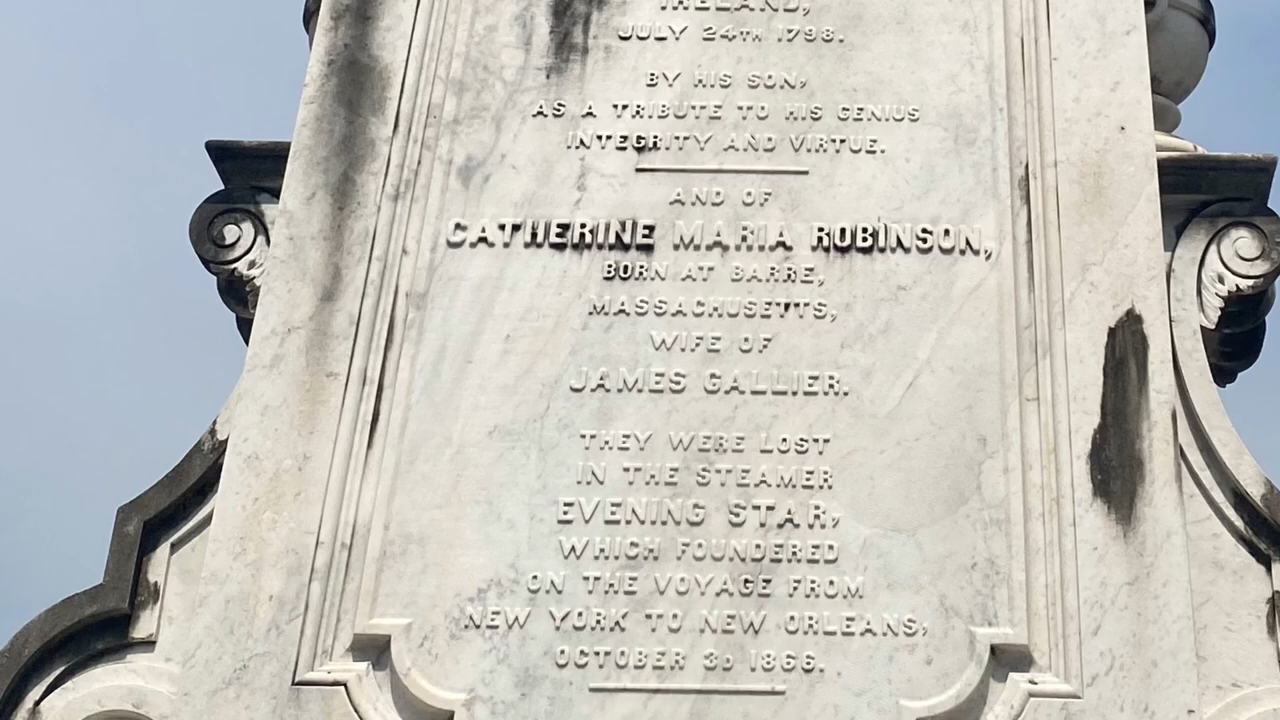 IRELAND,
JULY 24TH 1798.
BY HIS SON,
AS A TRIBUTE TO HIS GENIUS
INTEGRITY AND VIRTUE.
AND OF
CATHERINE MARIA ROBINSON,
BORN AT BARRE,
MASSACHUSETTS,
WIFE OF
JAMES GALLIER.
THEY WERE LOST
IN THE STEAMER
EVENING STAR,
WHICH FOUNDERED
ON THE VOYAGE FROM
NEW YORK TO NEW ORLEANS,
OCTOBER 3D 1866.